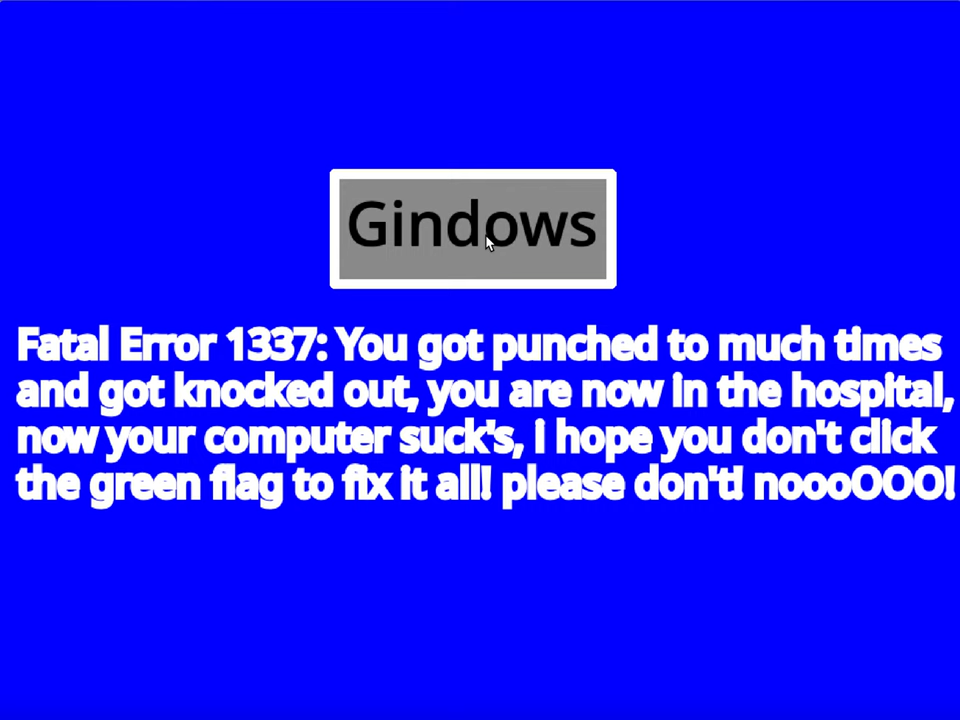 Gindows
Fatal Error 1337: You got punched to much times
and got knocked out, you are now in the hospital,
now your computer suck's, i hope you don't click
the green flag to fix it all! please don't! noooOOO!